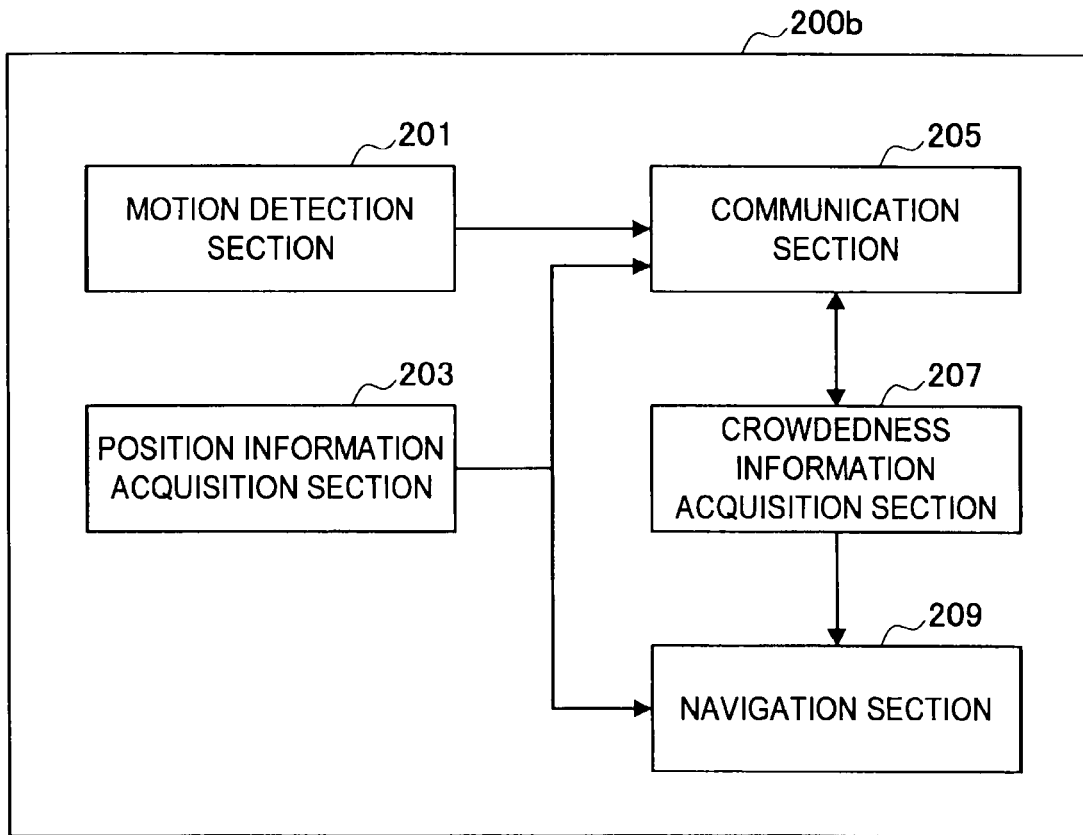 200b
201
MOTION DETECTION
SECTION
205
COMMUNICATION
SECTION
203
POSITION INFORMATION
ACQUISITION SECTION
207
CROWDEDNESS
INFORMATION
ACQUISITION SECTION
209
NAVIGATION SECTION